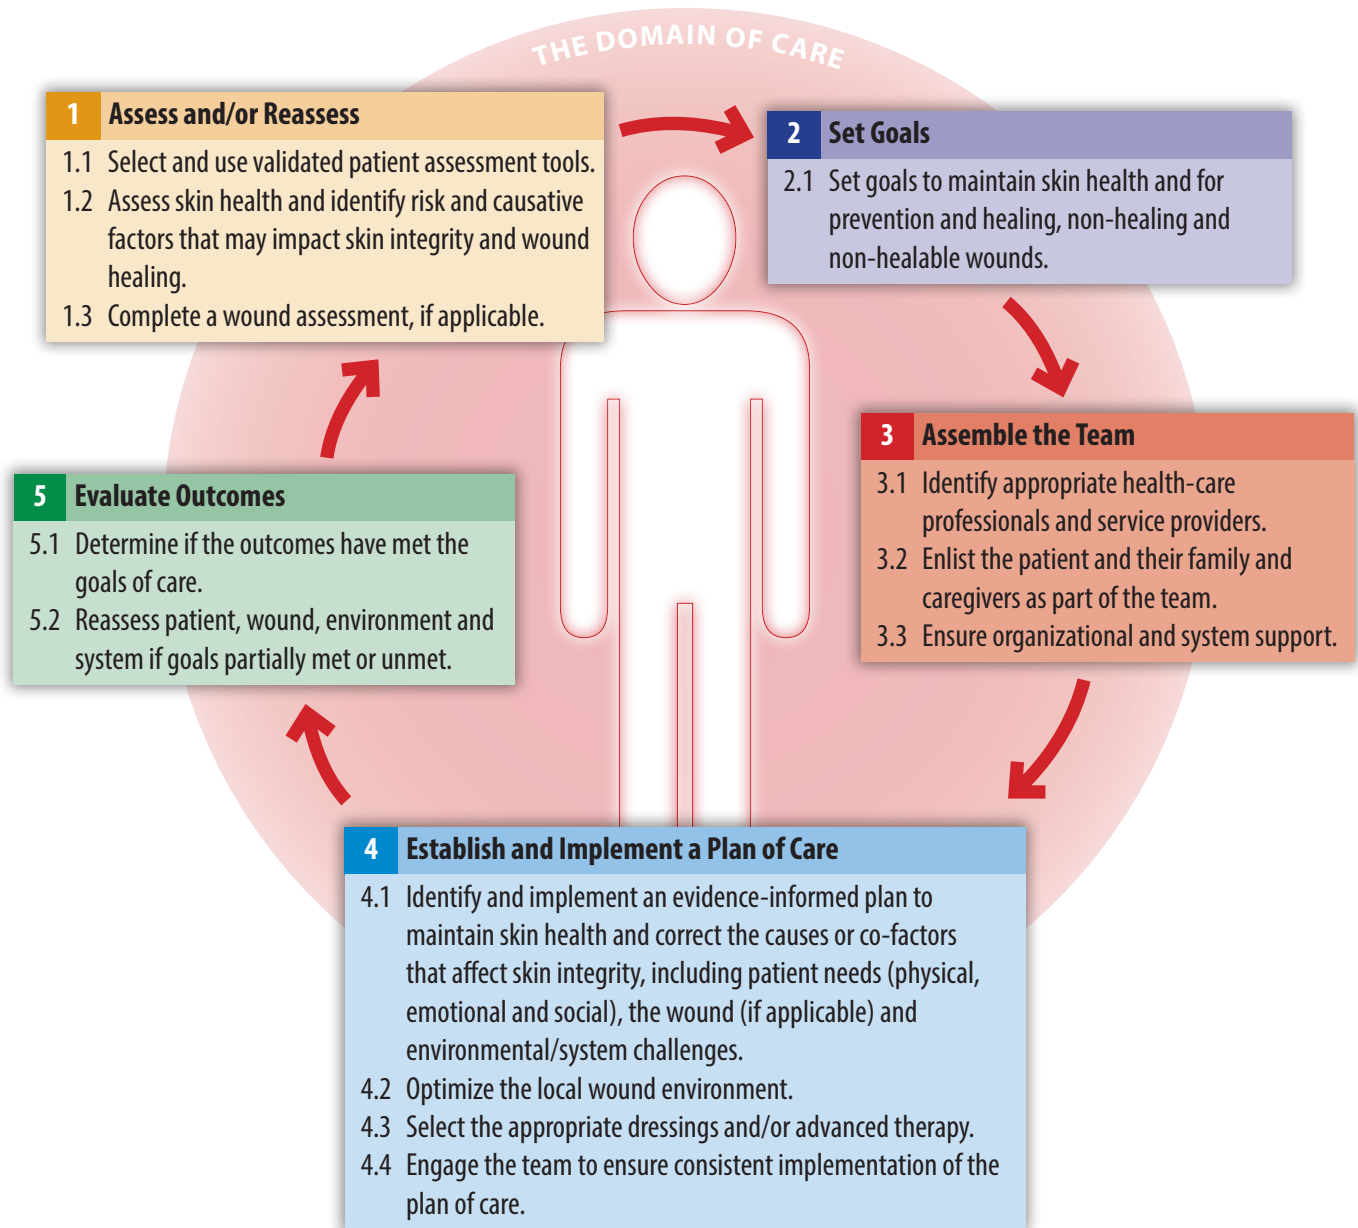 THE DOMAIN OF CARE
1 Assess and/or Reassess
1.1 Select and use validated patient assessment tools.
1.2 Assess skin health and identify risk and causative
factors that may impact skin integrity and wound
healing.
1.3 Complete a wound assessment, if applicable.
2 Set Goals
2.1 Set goals to maintain skin health and for
prevention and healing, non-healing and
non-healable wounds.
3 Assemble the Team
3.1 Identify appropriate health-care
professionals and service providers.
3.2 Enlist the patient and their family and
caregivers as part of the team.
3.3 Ensure organizational and system support.
4 Establish and Implement a Plan of Care
4.1 Identify and implement an evidence-informed plan to
maintain skin health and correct the causes or co-factors
that affect skin integrity, including patient needs (physical,
emotional and social), the wound (if applicable) and
environmental/system challenges.
4.2 Optimize the local wound environment.
4.3 Select the appropriate dressings and/or advanced therapy.
4.4 Engage the team to ensure consistent implementation of the
plan of care.
5 Evaluate Outcomes
5.1 Determine if the outcomes have met the
goals of care.
5.2 Reassess patient, wound, environment and
system if goals partially met or unmet.